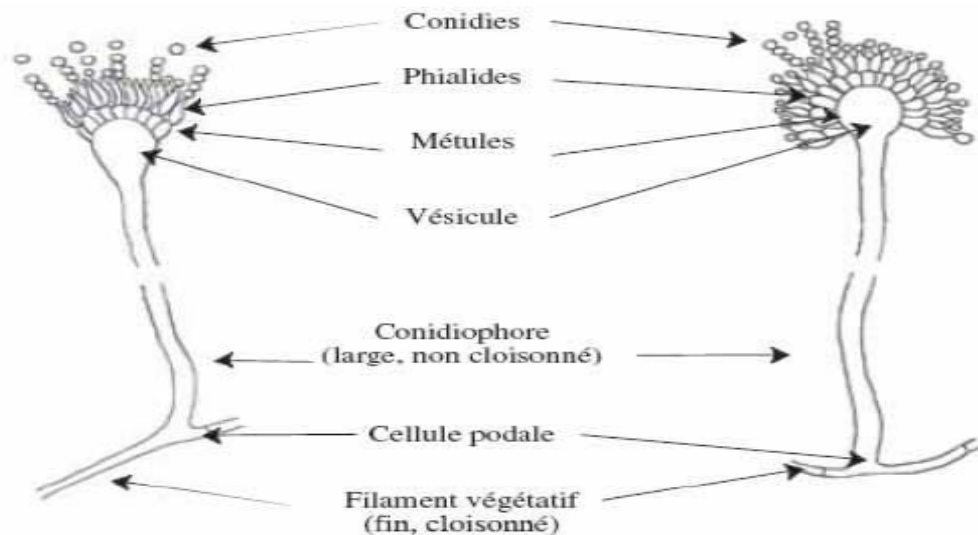 Conidies
Phialides
Métules
Vésicule
Conidiophore
(large, non cloisonné)
Cellule podale
Filament végétatif
(fin, cloisonné)